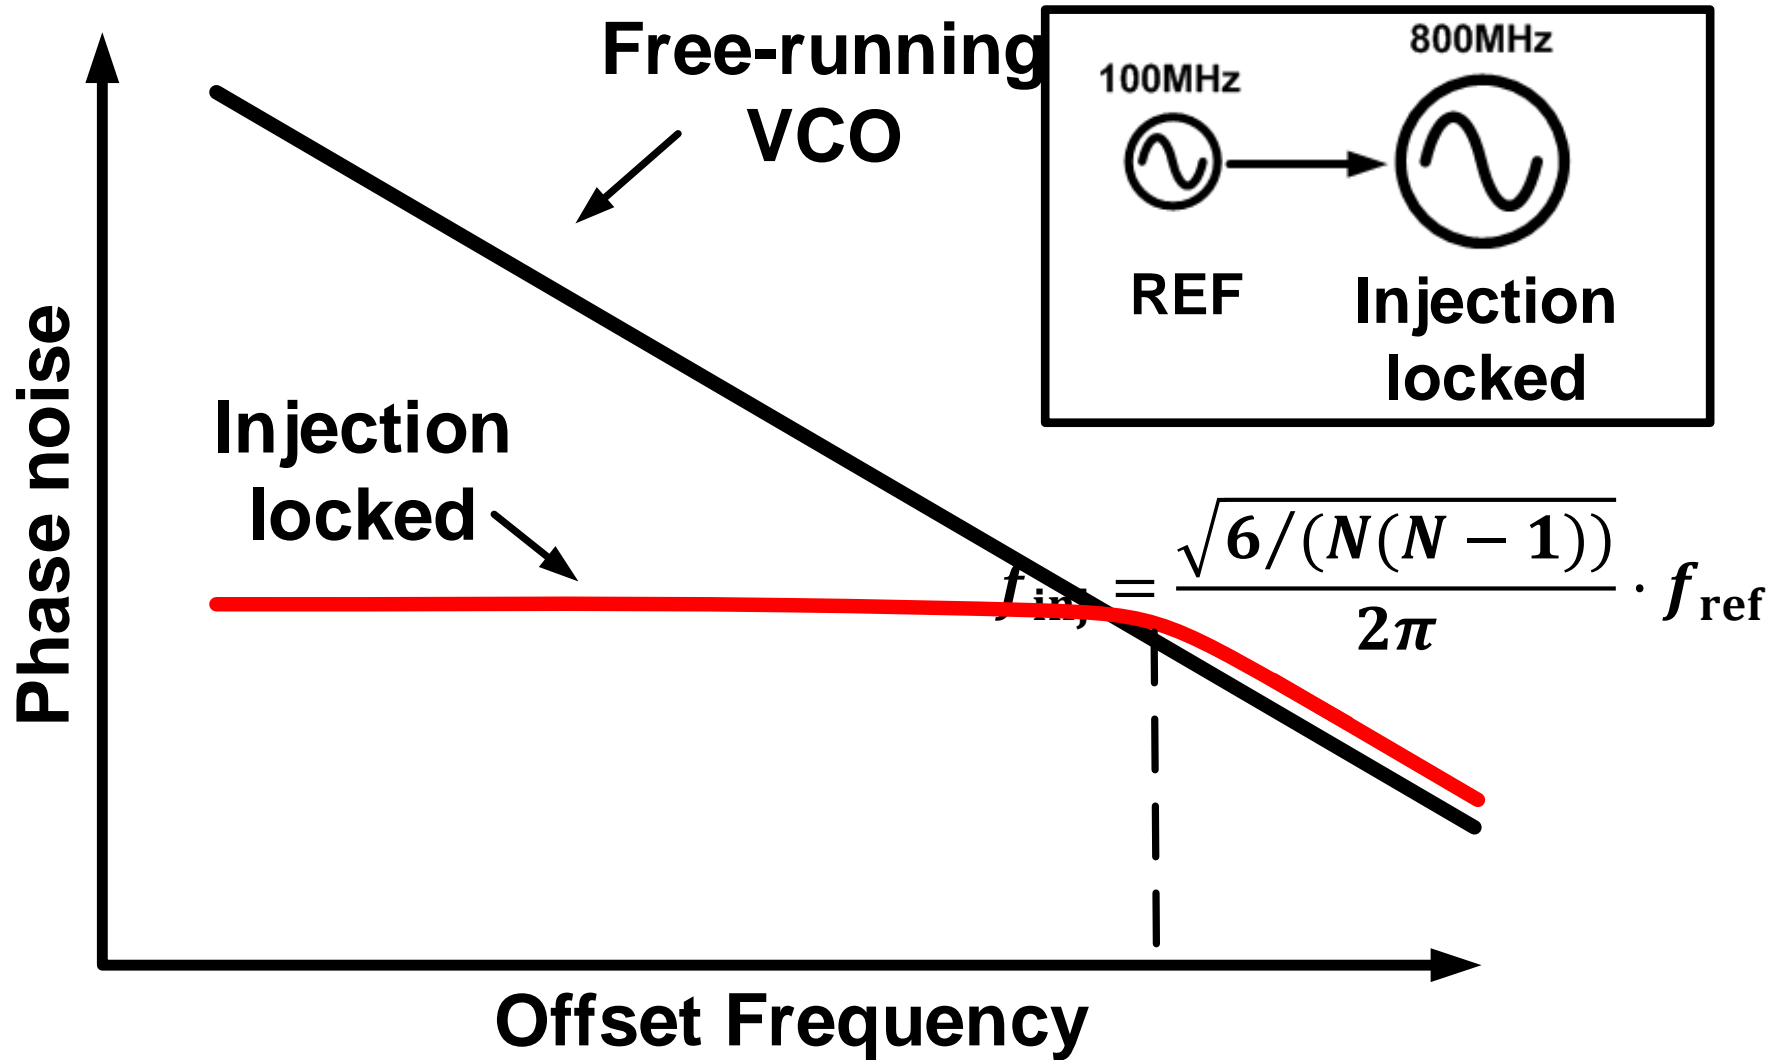 Free-running
VCO
100MHz
800MHz
REF
Injection
locked
Injection
locked
f_inj = √(6/(N(N − 1))) / 2π · f_ref
Phase noise
Offset Frequency